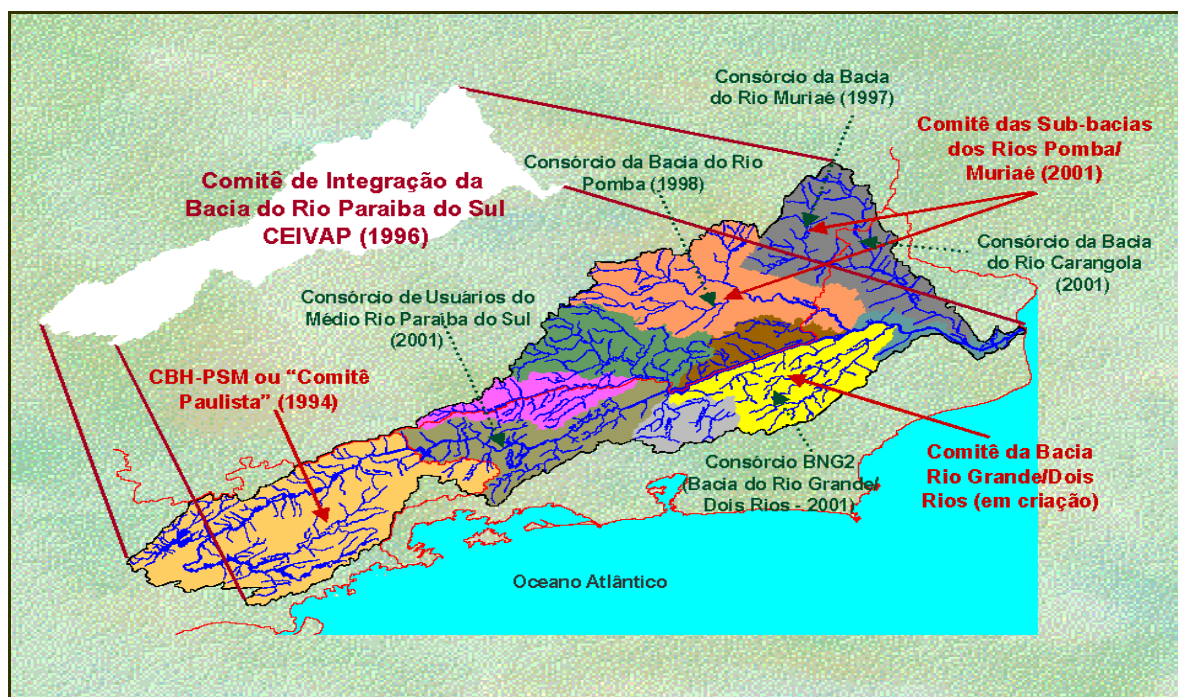 Consórcio da Bacia
do Rio Muriaé (1997)
Comitê das Sub-bacias
dos Rios Pomba/
Muriaé (2001)
Consórcio da Bacia do Rio
Pomba (1998)
Comitê de Integração da
Bacia do Rio Paraiba do Sul
CEIVAP (1996)
Consórcio da Bacia
do Rio Carangola
(2001)
Consórcio de Usuários do
Médio Rio Paraiba do Sul
(2001)
CBH-PSM ou “Comitê
Paulista” (1994)
Consórcio BNG2
(Bacia do Rio Grande/
Dois Rios - 2001)
Comitê da Bacia
Rio Grande/Dois
Rios (em criação)
Oceano Atlântico